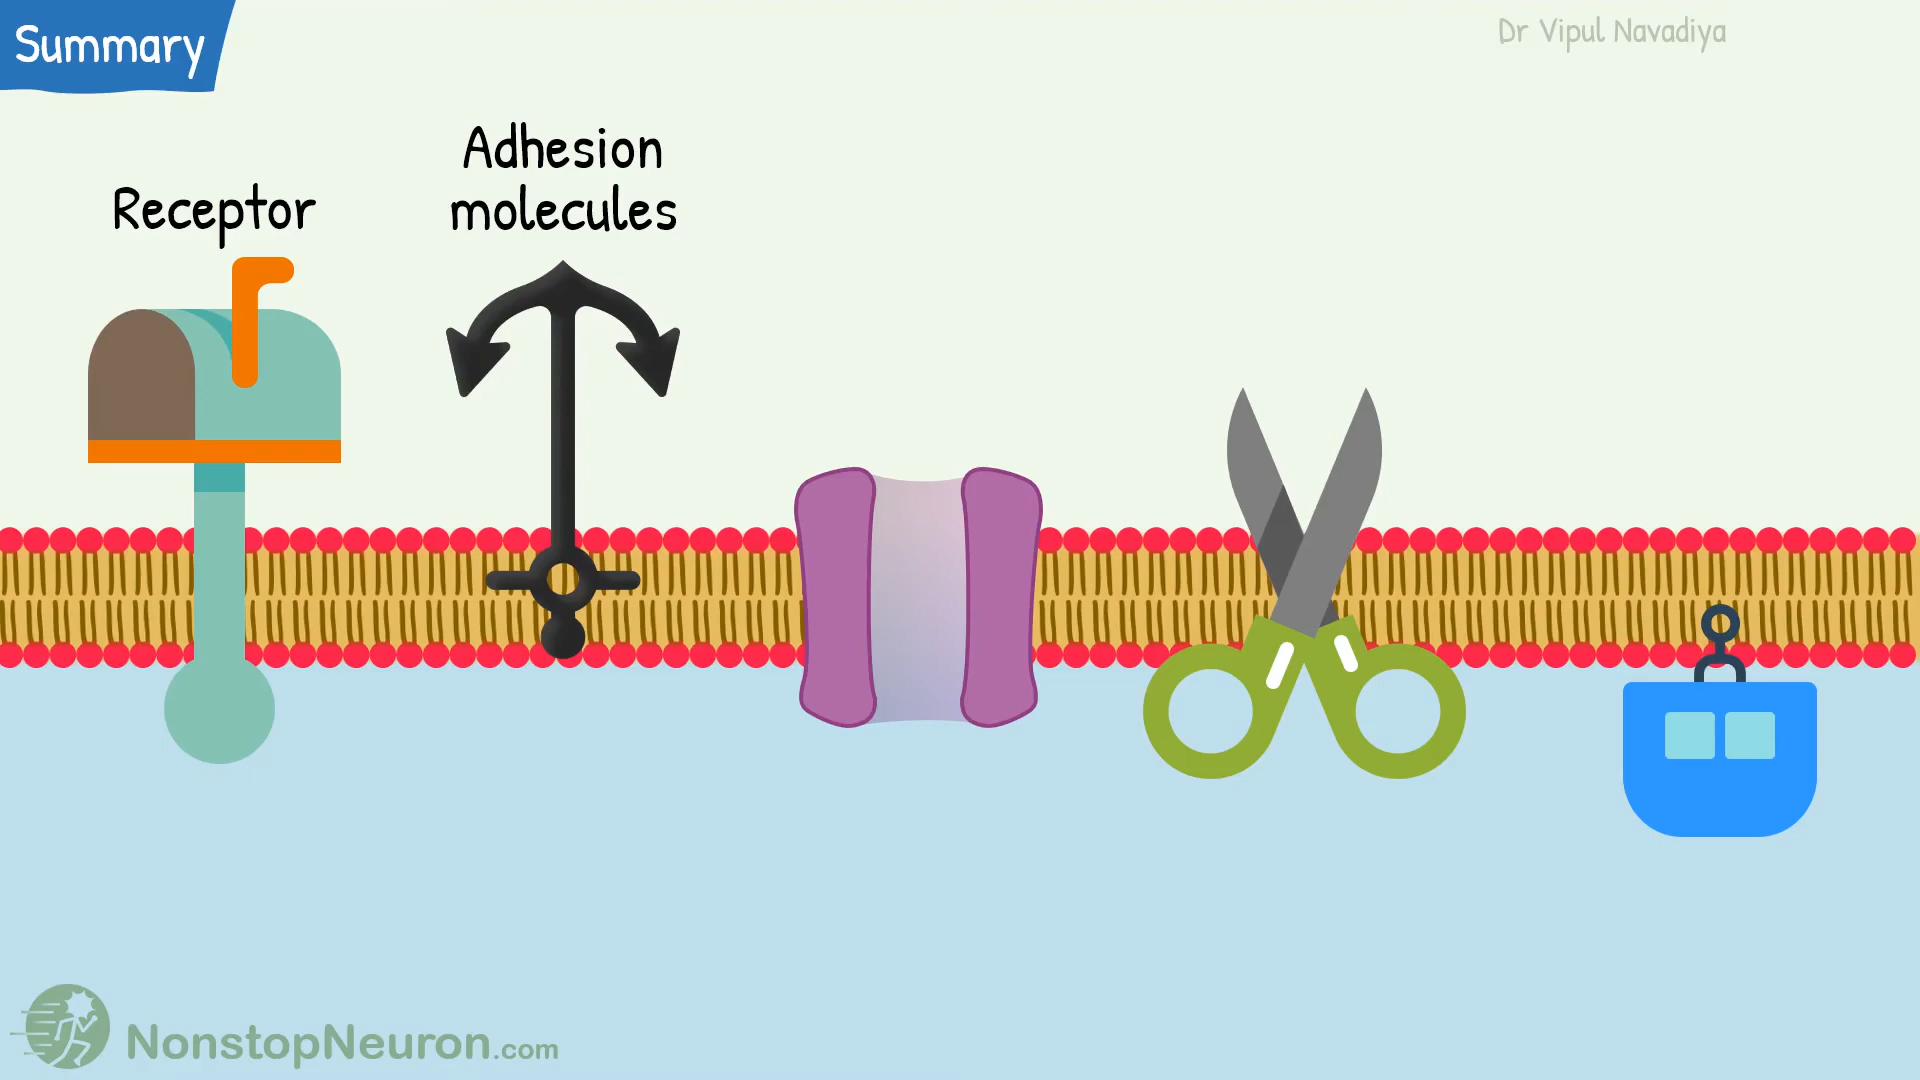 Summary
Dr Vipul Navadiya
Adhesion
molecules
Receptor
NonstopNeuron.com